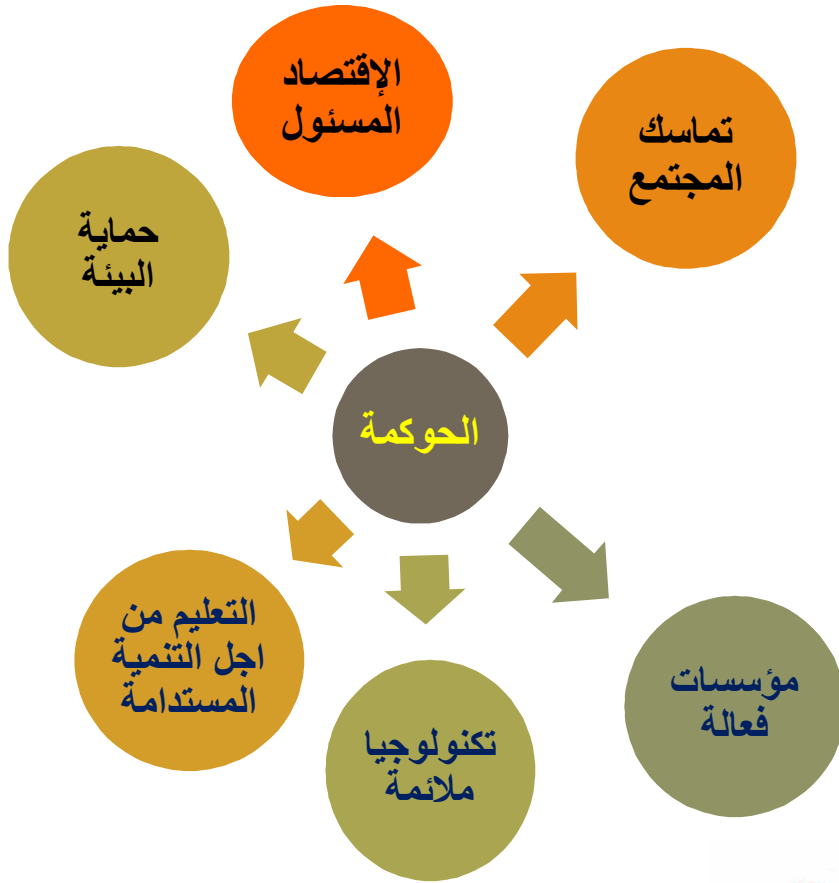 الإقتصاد
المسئول
تماسك
المجتمع
حماية
البيئة
الحوكمة
التعليم من
اجل التنمية
المستدامة
تكنولوجيا
ملائمة
مؤسسات
فعالة